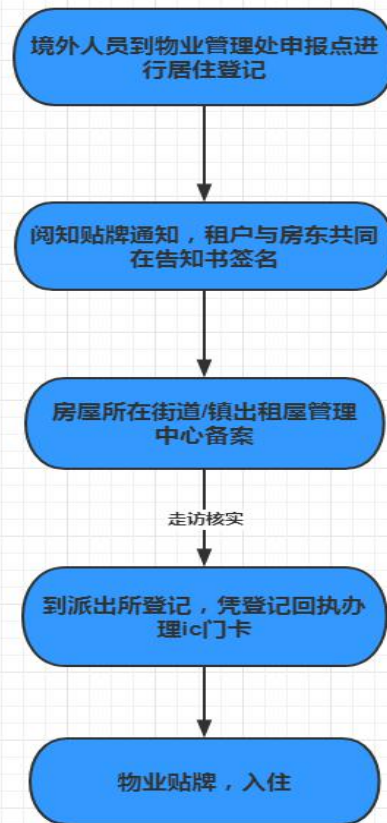 境外人员到物业管理处申报点进
行居住登记
阅知贴牌通知，租户与房东共同
在告知书签名
房屋所在街道/镇出租屋管理
中心备案
走访核实
到派出所登记，凭登记回执办
理ic门卡
物业贴牌，入住